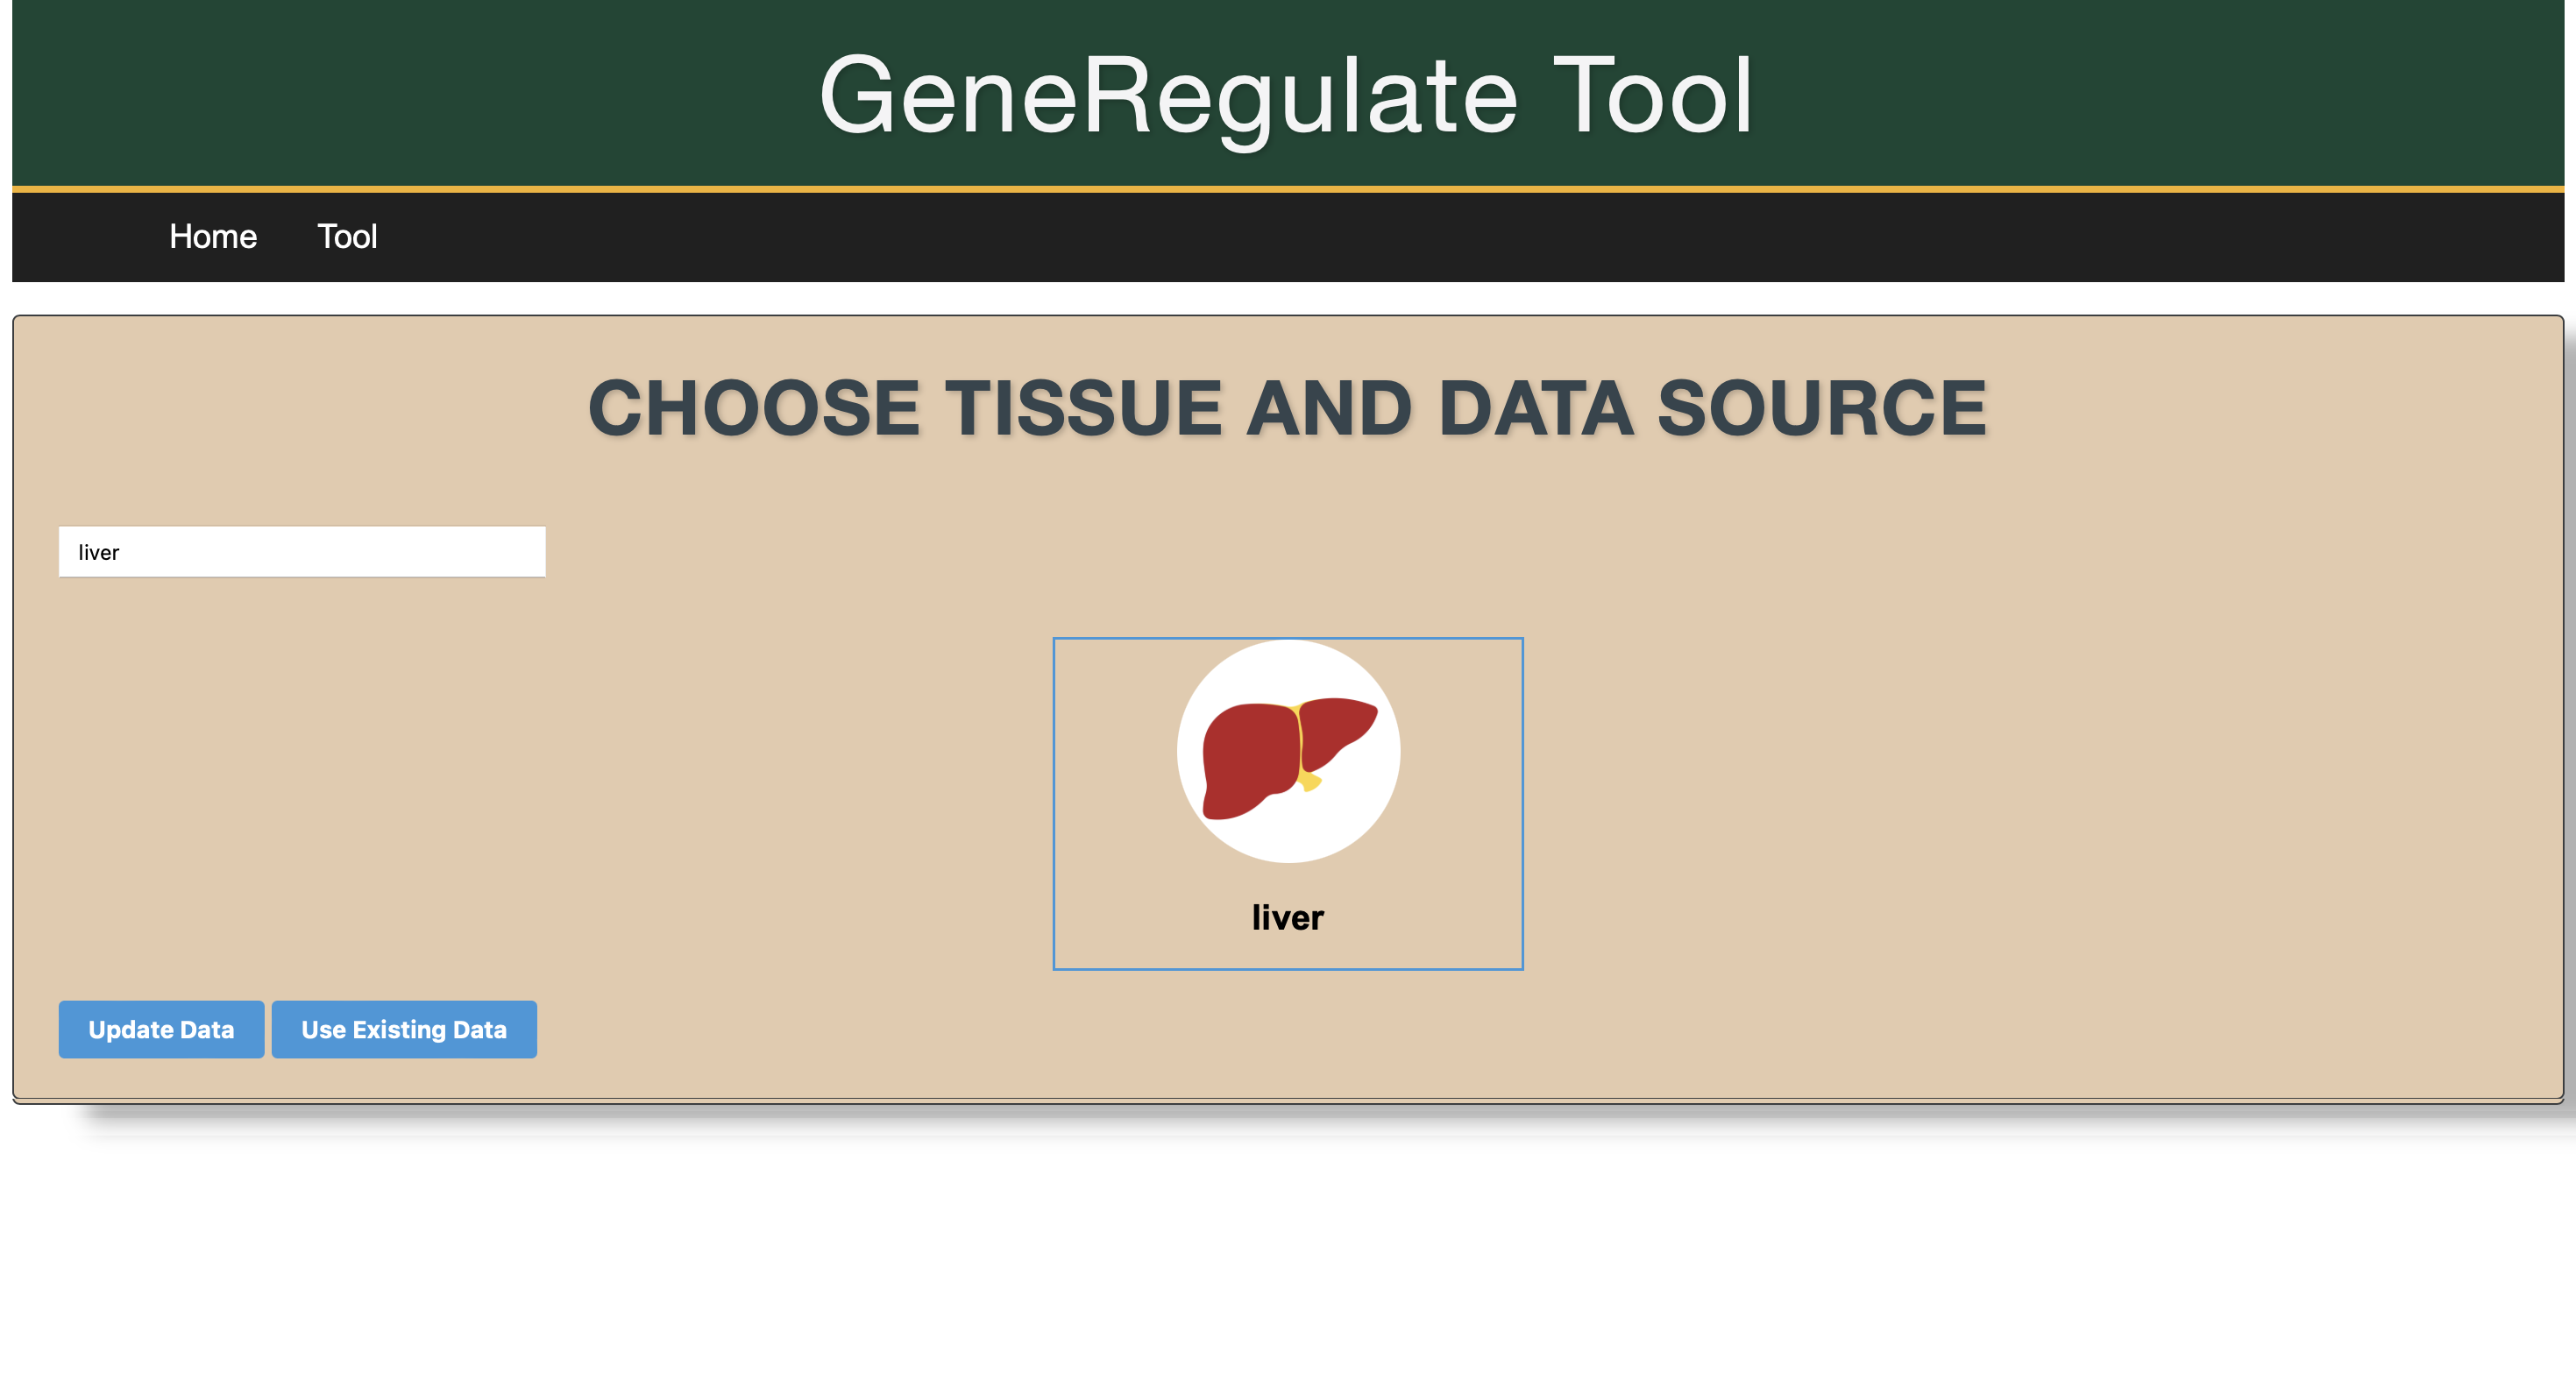 GeneRegulate Tool
Home Tool
CHOOSE TISSUE AND DATA SOURCE
liver
liver
Update Data Use Existing Data